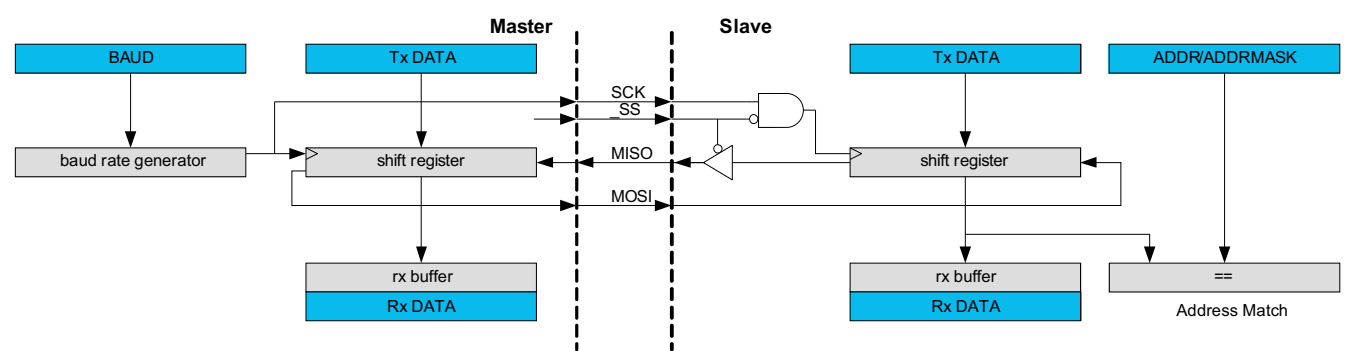 Master
Slave
BAUD
Tx DATA
Tx DATA
ADDR/ADDRMASK
SCK
_SS
baud rate generator
shift register
MISO
shift register
MOSI
rx buffer
rx buffer
==
Rx DATA
Rx DATA
Address Match